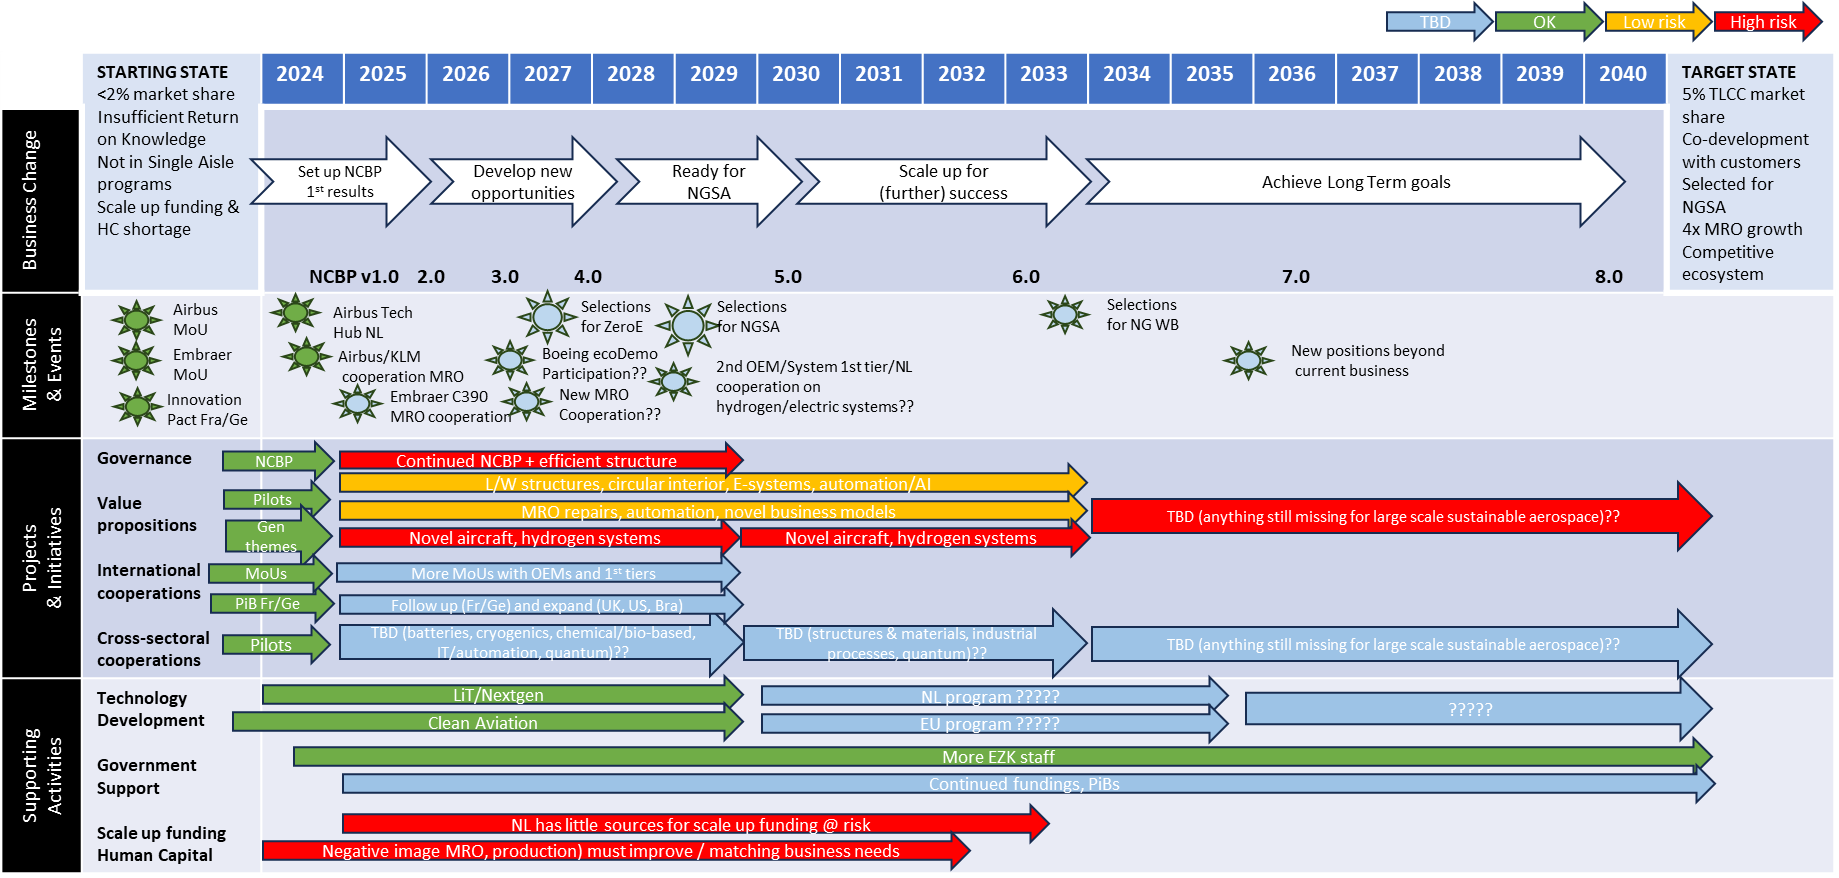 TBD
OK
Low risk
High risk
STARTING STATE
<2% market share
Insufficient Return
on Knowledge
Not in Single Aisle
programs
Scale up funding &
HC shortage
2024
2025
2026
2027
2028
2029
2030
2031
2032
2033
2034
2035
2036
2037
2038
2039
2040
TARGET STATE
5% TLCC market
share
Co-development
with customers
Selected for
NGSA
4x MRO growth
Competitive
ecosystem
Business Change
Set up NCBP
1st results
Develop new
opportunities
Ready for
NGSA
Scale up for
(further) success
Achieve Long Term goals
NCBP v1.0
2.0
3.0
4.0
5.0
6.0
7.0
8.0
Milestones
& Events
Airbus
MoU
Embraer
MoU
Innovation
Pact Fra/Ge
Airbus Tech
Hub NL
Airbus/KLM
cooperation MRO
Embraer C390
MRO cooperation
Selections
for ZeroE
Boeing ecoDemo
Participation??
New MRO
Cooperation??
Selections
for NGSA
2nd OEM/System 1st tier/NL
cooperation on
hydrogen/electric systems??
Selections
for NG WB
New positions beyond
current business
Projects
& Initiatives
Governance
NCBP
Continued NCBP + efficient structure
Value
propositions
Pilots
Gen
themes
L/W structures, circular interior, E-systems, automation/AI
MRO repairs, automation, novel business models
Novel aircraft, hydrogen systems
Novel aircraft, hydrogen systems
TBD (anything still missing for large scale sustainable aerospace)??
International
cooperations
MoUs
More MoUs with OEMs and 1st tiers
PiB Fr/Ge
Follow up (Fr/Ge) and expand (UK, US, Bra)
Cross-sectoral
cooperations
Pilots
TBD (batteries, cryogenics, chemical/bio-based,
IT/automation, quantum)??
TBD (structures & materials, industrial
processes, quantum)??
TBD (anything still missing for large scale sustainable aerospace)??
Supporting
Activities
Technology
Development
LiT/Nextgen
Clean Aviation
NL program ?????
EU program ?????
?????
Government
Support
More EZK staff
Continued fundings, PiBs
Scale up funding
Human Capital
NL has little sources for scale up funding @ risk
Negative image MRO, production) must improve / matching business needs